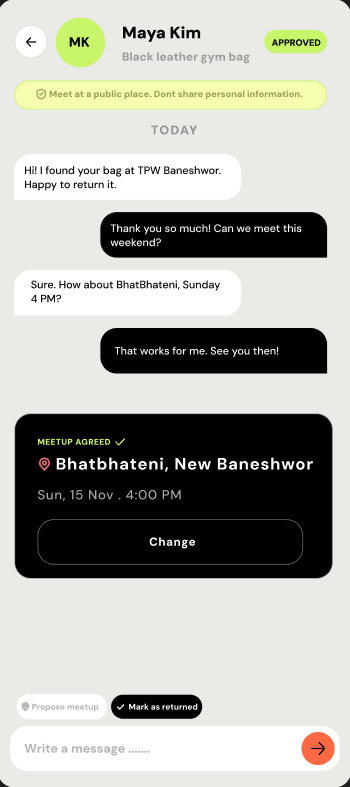 MK
Maya Kim
Black leather gym bag
APPROVED
Meet at a public place. Dont share personal information.
TODAY
Hi! I found your bag at TPW Baneshwor.
Happy to return it.
Thank you so much! Can we meet this
weekend?
Sure. How about BhatBhateni, Sunday
4 PM?
That works for me. See you then!
MEETUP AGREED
Bhatbhateni, New Baneshwor
Sun, 15 Nov . 4:00 PM
Change
Propose meetup
Mark as returned
Write a message .......